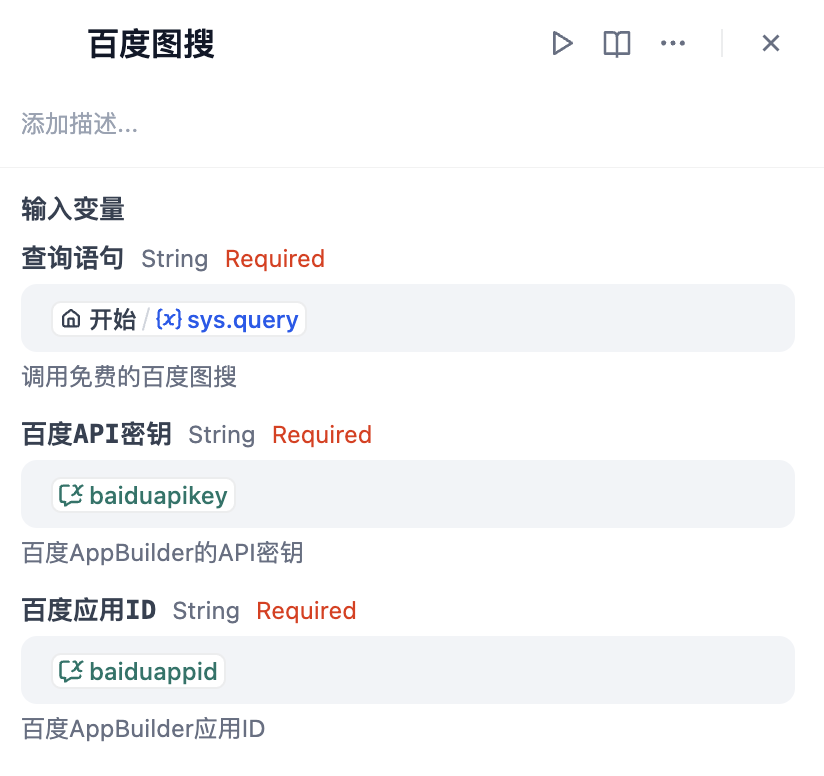 百度图搜
添加描述...
输入变量
查询语句 String Required
开始 / {x} sys.query
调用免费的百度图搜
百度API密钥 String Required
baiduapikey
百度AppBuilder的API密钥
百度应用ID String Required
baiduappid
百度AppBuilder应用ID